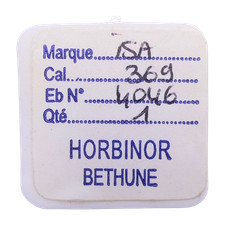 Marque ISA
Cal. 369
Eb N° 4046
Qté. 1
HORBINOR
BETHUNE